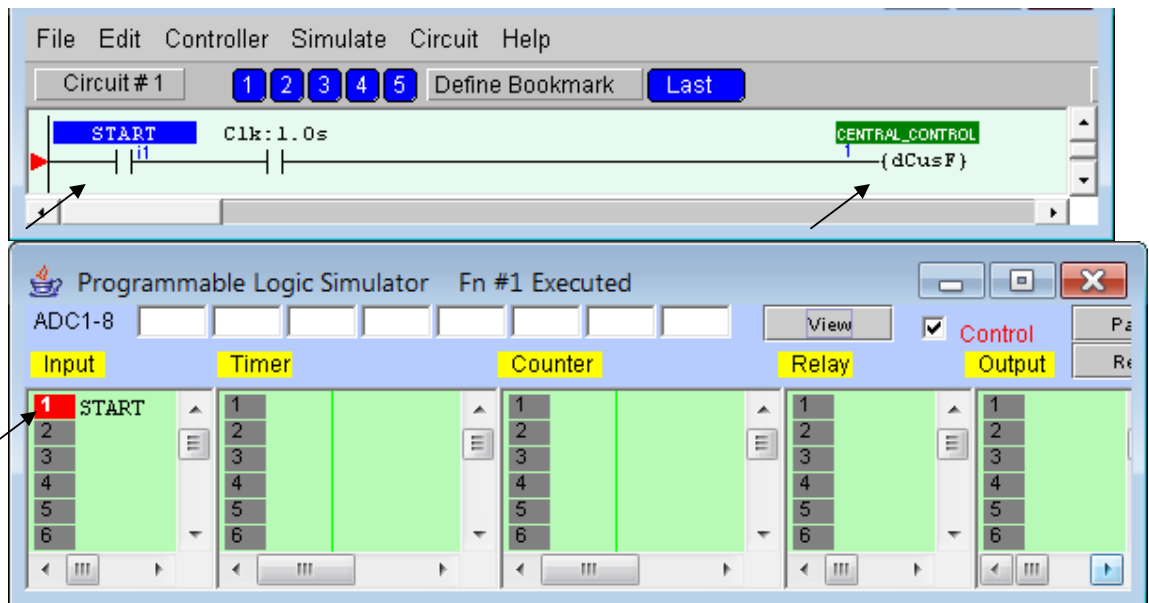 File Edit Controller Simulate Circuit Help
Circuit # 1 1 2 3 4 5 Define Bookmark Last
START Clk:1.0s CENTRAL_CONTROL
i1 1 {dCusF}
Programmable Logic Simulator Fn #1 Executed
ADC1-8 View Control Pa
Input Timer Counter Relay Output Re
1 START 1 1 1 1
2 2 2 2 2
3 3 3 3 3
4 4 4 4 4
5 5 5 5 5
6 6 6 6 6